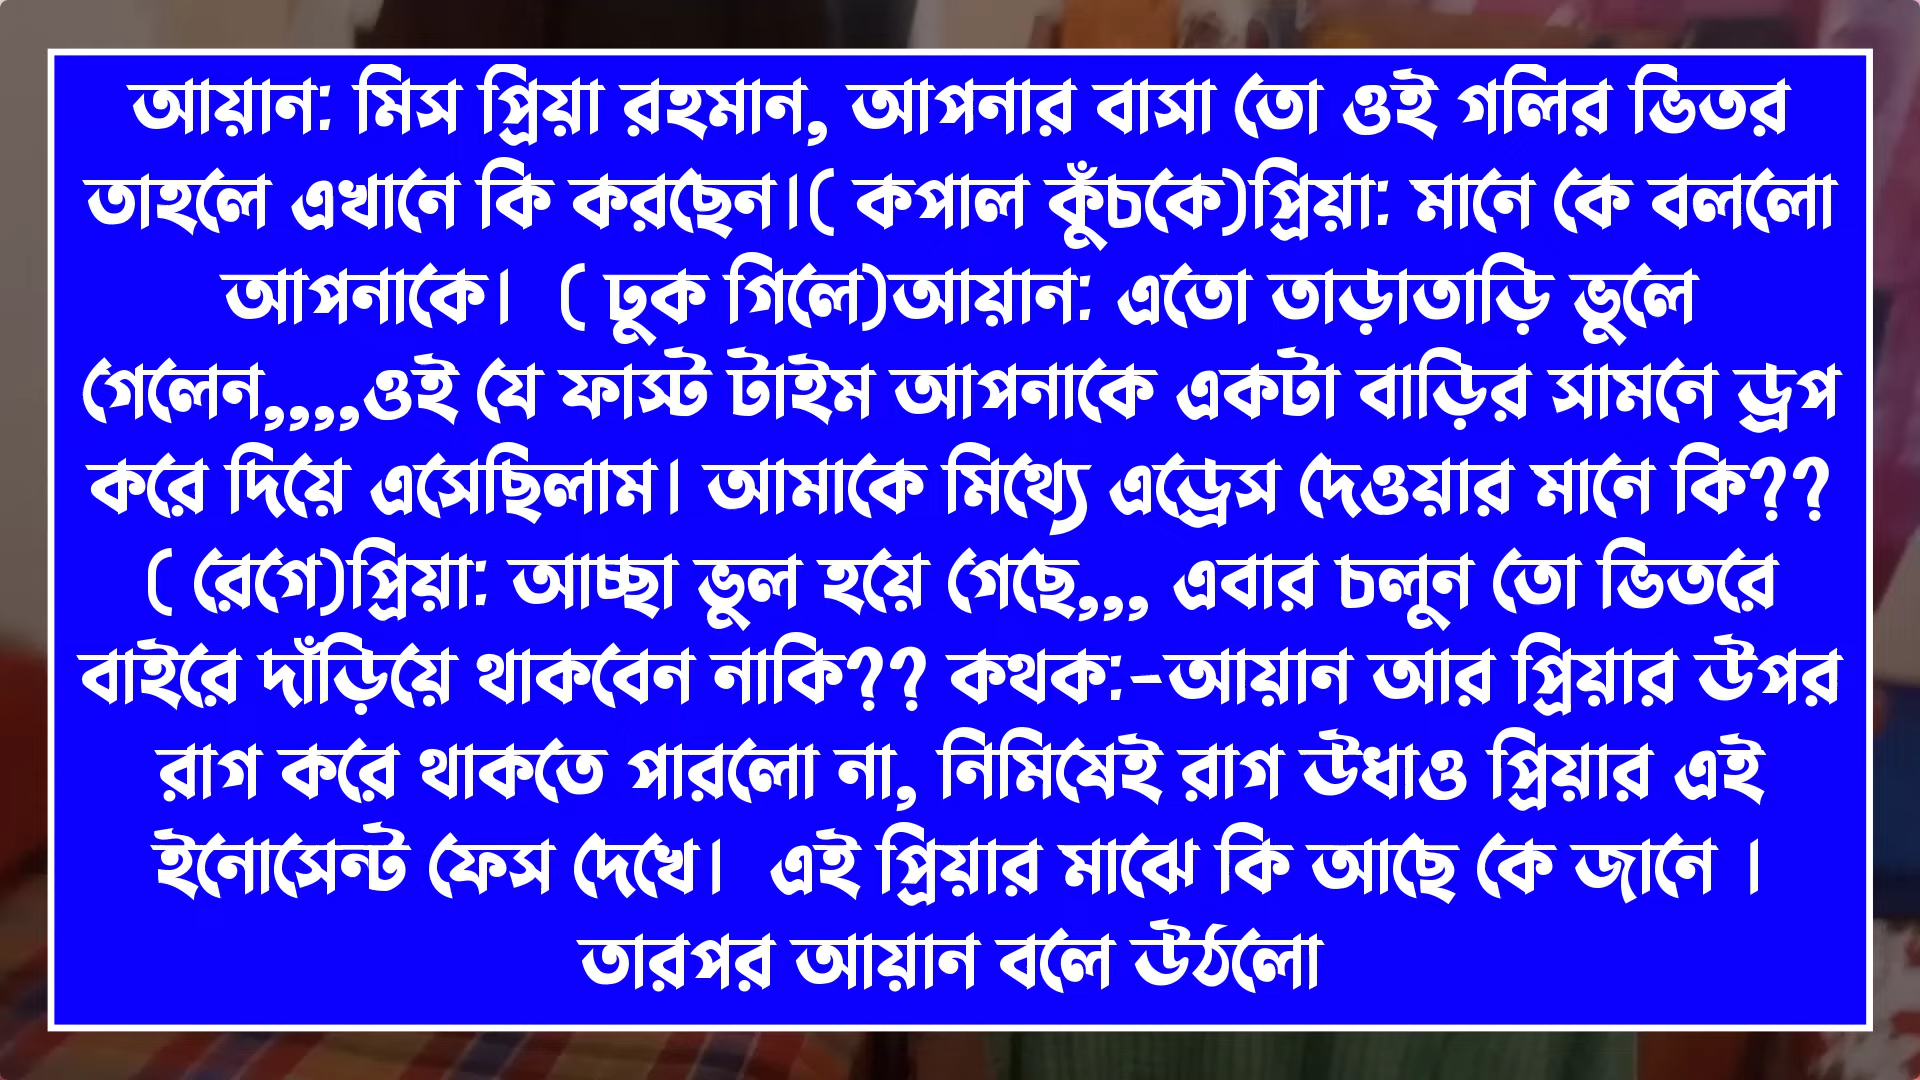 আয়ান: মিস প্রিয়া রহমান, আপনার বাসা তো ওই গলির ভিতর
তাহলে এখানে কি করছেন।( কপাল কুঁচকে)প্রিয়া: মানে কে বললো
আপনাকে।  ( ঢুক গিলে)আয়ান: এতো তাড়াতাড়ি ভুলে
গেলেন,,,,ওই যে ফাস্ট টাইম আপনাকে একটা বাড়ির সামনে ড্রপ
করে দিয়ে এসেছিলাম। আমাকে মিথ্যে এড্রেস দেওয়ার মানে কি??
( রেগে)প্রিয়া: আচ্ছা ভুল হয়ে গেছে,,, এবার চলুন তো ভিতরে
বাইরে দাঁড়িয়ে থাকবেন নাকি?? কথক:-আয়ান আর প্রিয়ার উপর
রাগ করে থাকতে পারলো না, নিমিষেই রাগ উধাও প্রিয়ার এই
ইনোসেন্ট ফেস দেখে।  এই প্রিয়ার মাঝে কি আছে কে জানে ।
তারপর আয়ান বলে উঠলো